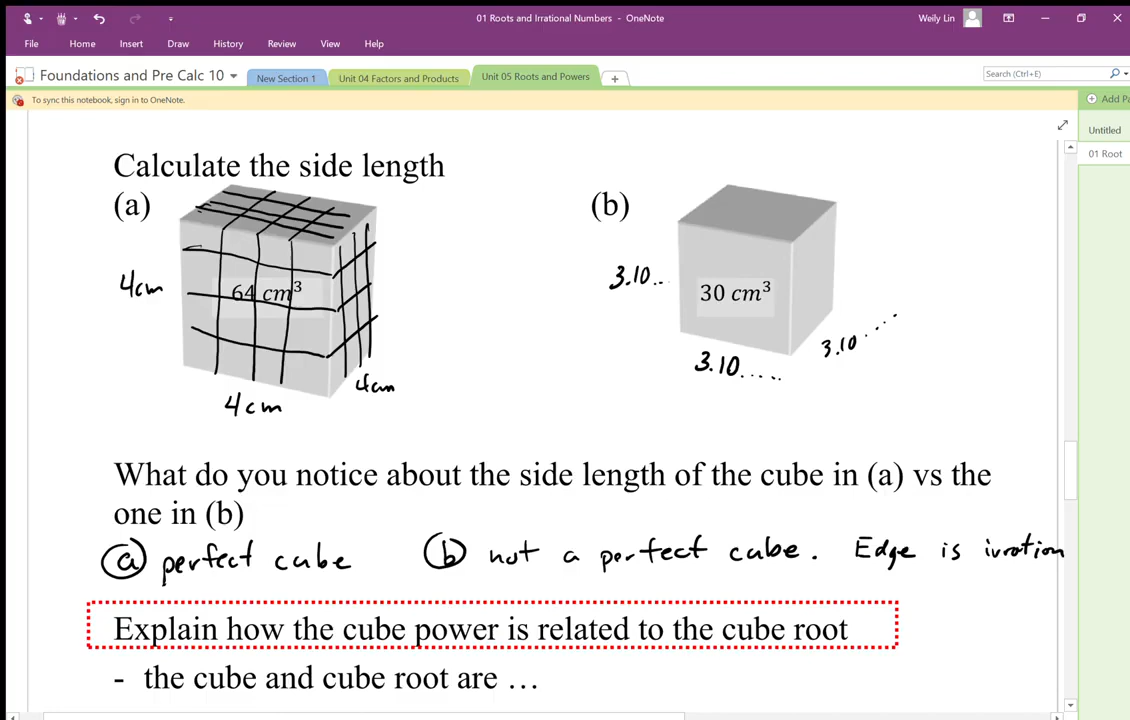 01 Roots and Irrational Numbers - OneNote
Weily Lin
File Home Insert Draw History Review View Help
Foundations and Pre Calc 10
New Section 1
Unit 04 Factors and Products
Unit 05 Roots and Powers
+
Search (Ctrl+E)
To sync this notebook, sign in to OneNote.
Add Pa
Untitled
01 Root
Calculate the side length
(a)
(b)
4cm
64 cm³
4cm
4cm
3.10..
30 cm³
3.10.....
3.10.....
What do you notice about the side length of the cube in (a) vs the
one in (b)
(a) perfect cube
(b) not a perfect cube. Edge is irration
Explain how the cube power is related to the cube root
- the cube and cube root are …